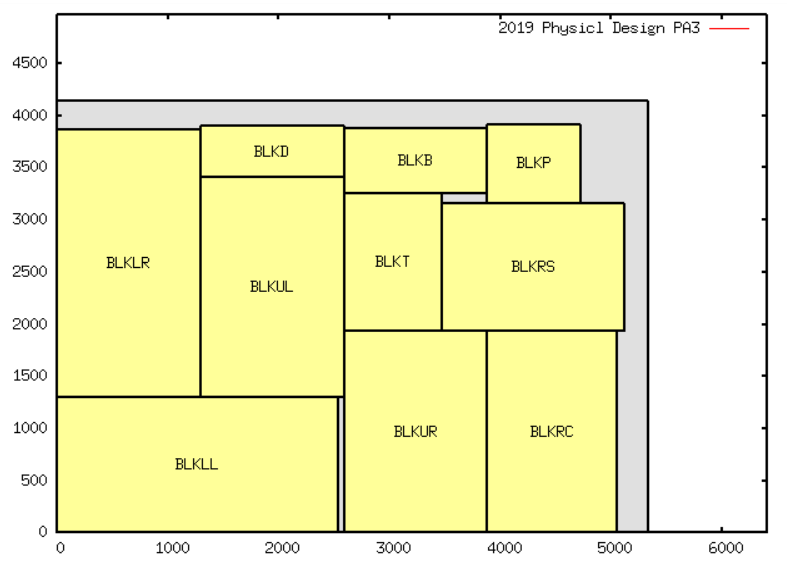 2019 Physicl Design PA3
4500
4000
3500
3000
2500
2000
1500
1000
500
0
BLKD
BLKB
BLKP
BLKLR
BLKT
BLKRS
BLKUL
BLKUR
BLKRC
BLKLL
0 1000 2000 3000 4000 5000 6000